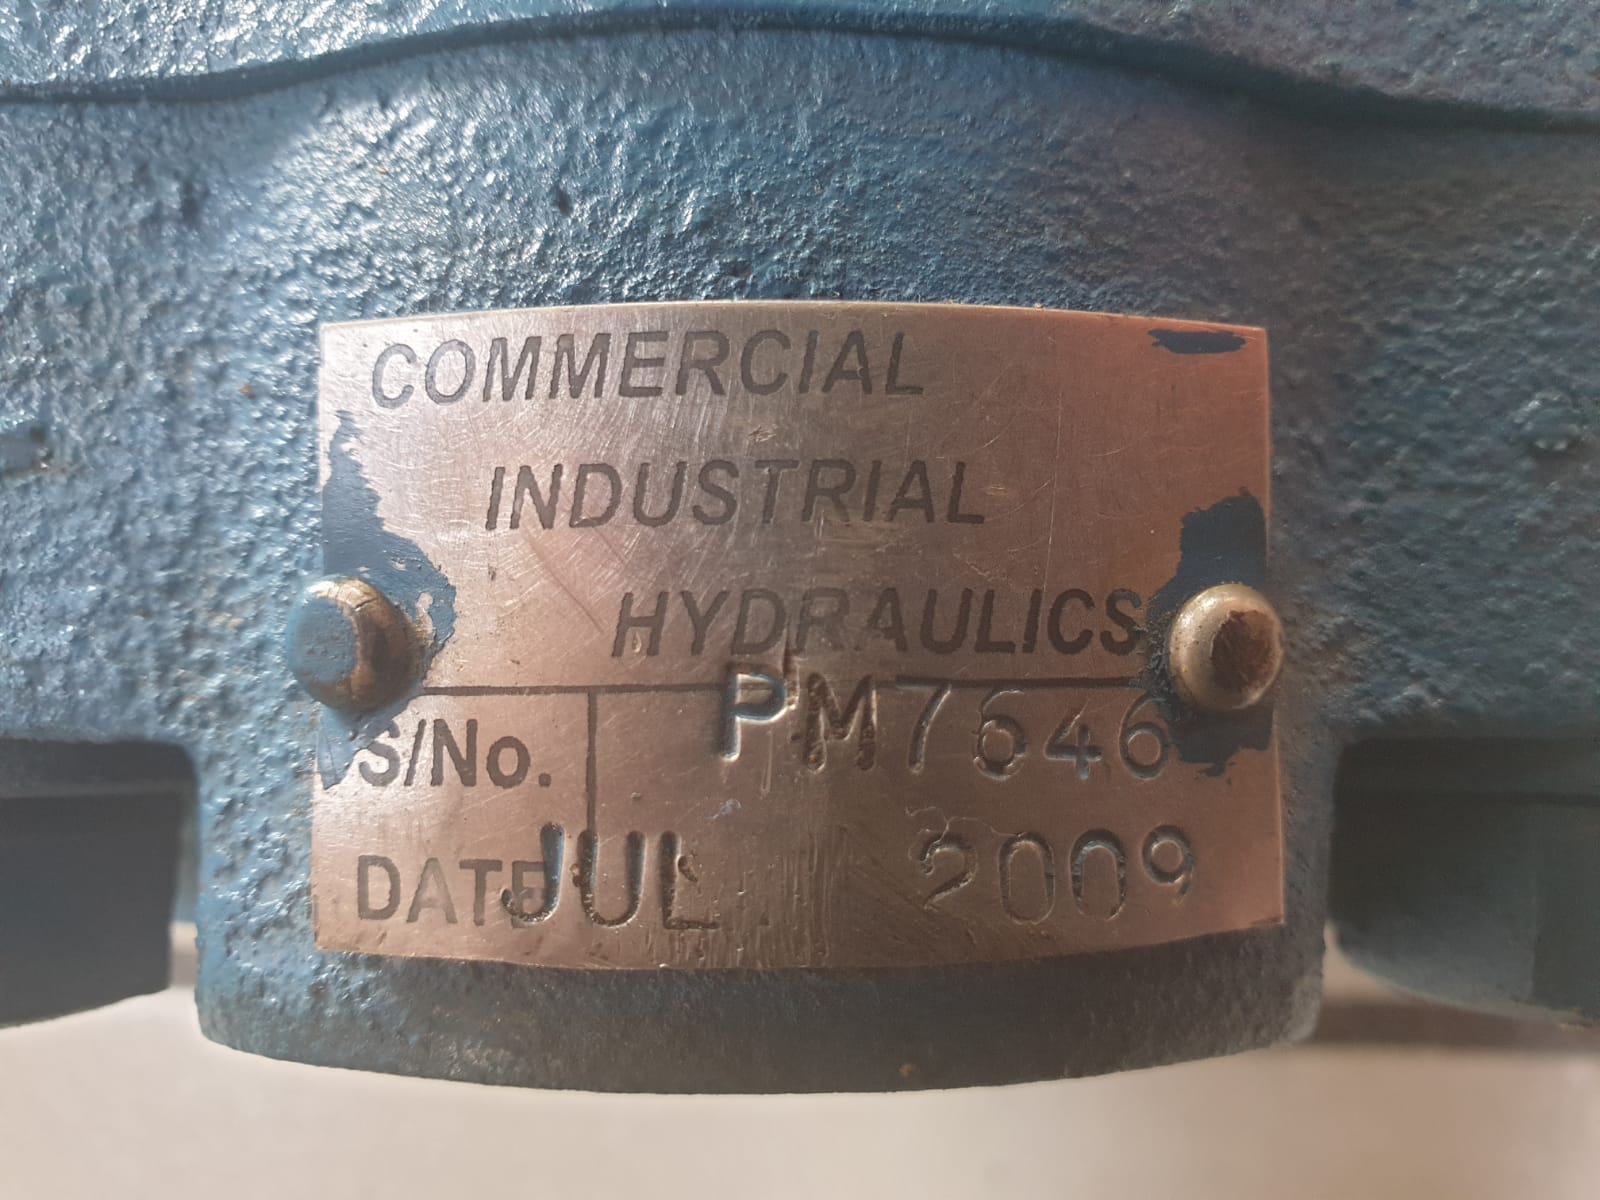 COMMERCIAL
INDUSTRIAL
HYDRAULICS
S/No. PM7646
DATE JUL 2009